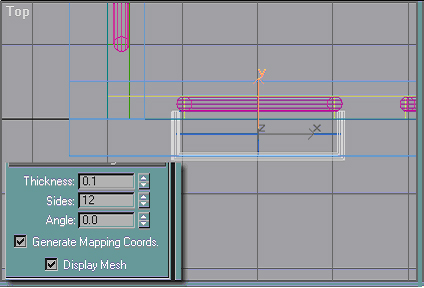 Top
y
z
x
Thickness: 0.1
Sides: 12
Angle: 0.0
Generate Mapping Coords.
Display Mesh